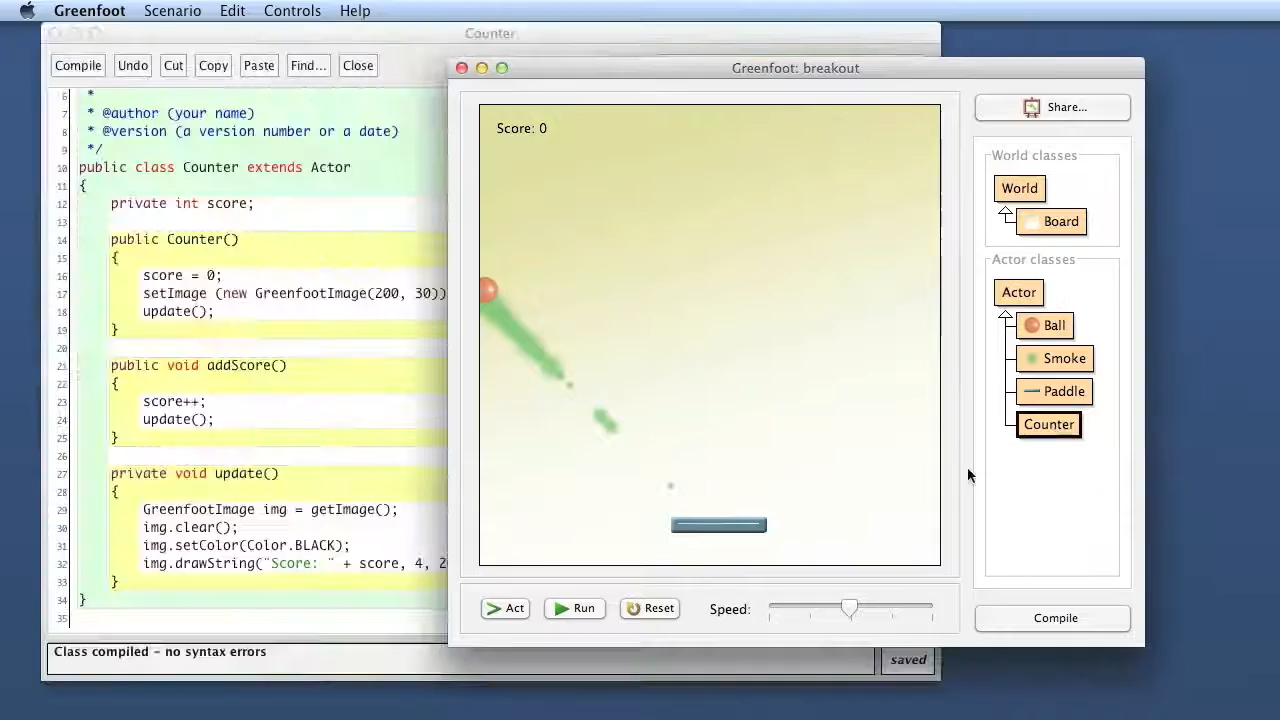 Greenfoot Scenario Edit Controls Help
Counter
Compile Undo Cut Copy Paste Find... Close
6 *
7 * @author (your name)
8 * @version (a version number or a date)
9 */
10 public class Counter extends Actor
11 {
12 private int score;
13
14 public Counter()
15 {
16 score = 0;
17 setImage (new GreenfootImage(200, 30))
18 update();
19 }
20
21 public void addScore()
22 {
23 score++;
24 update();
25 }
26
27 private void update()
28 {
29 GreenfootImage img = getImage();
30 img.clear();
31 img.setColor(Color.BLACK);
32 img.drawString("Score: " + score, 4, 2
33 }
34 }
35
Class compiled – no syntax errors
saved
Greenfoot: breakout
Score: 0
Act Run Reset Speed:
Share...
World classes
World
Board
Actor classes
Actor
Ball
Smoke
Paddle
Counter
Compile